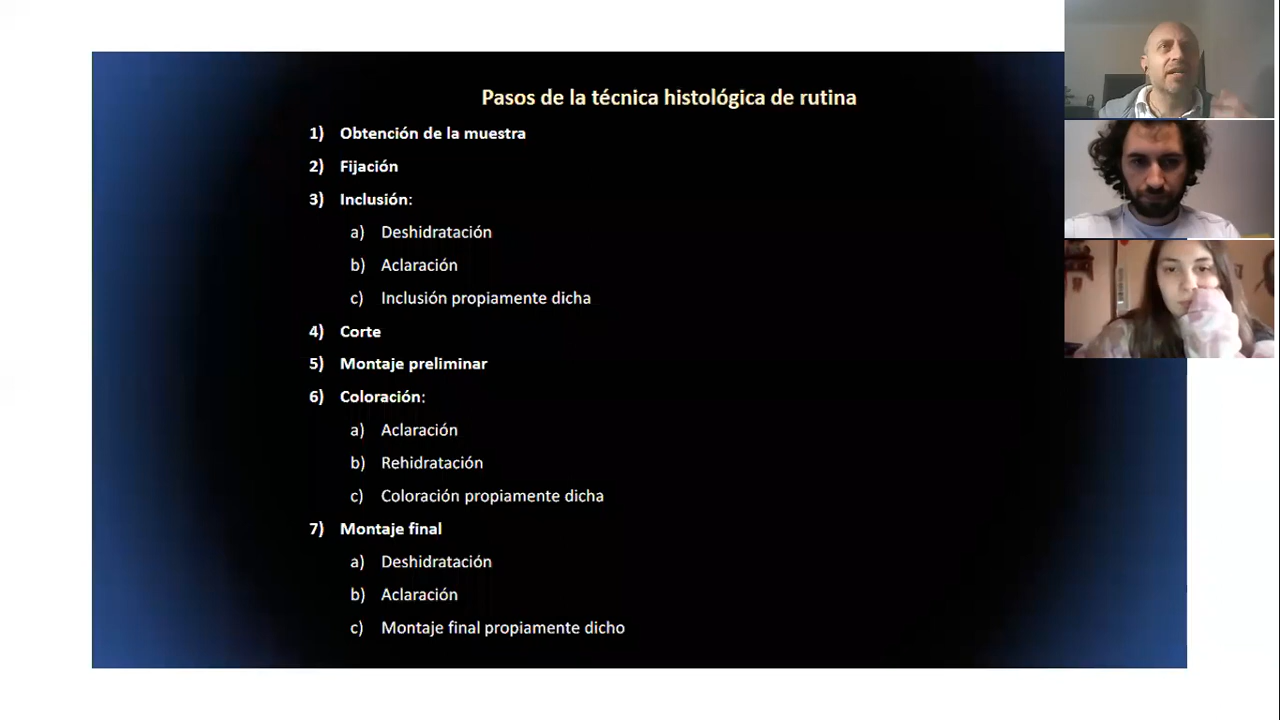 Pasos de la técnica histológica de rutina
1) Obtención de la muestra
2) Fijación
3) Inclusión:
a) Deshidratación
b) Aclaración
c) Inclusión propiamente dicha
4) Corte
5) Montaje preliminar
6) Coloración:
a) Aclaración
b) Rehidratación
c) Coloración propiamente dicha
7) Montaje final
a) Deshidratación
b) Aclaración
c) Montaje final propiamente dicho